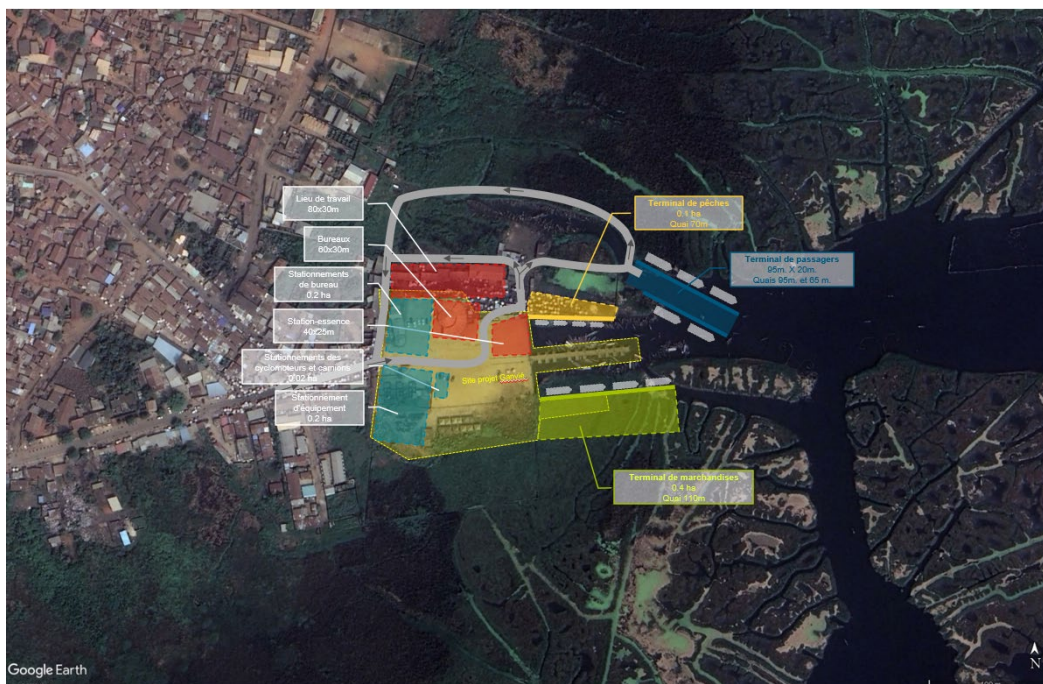 Lieu de travail
80x30m
Bureaux
60x30m
Stationnements
de bureau
0.2 ha
Station-essence
40x25m
Stationnements des
cyclomoteurs et camions
0.02 ha
Stationnement
d'équipement
0.2 ha
Terminal de pêches
0.1 ha
Quai 70m
Terminal de passagers
95m. X 20m.
Quais 95m. et 65 m.
Site projet Ganvié
Terminal de marchandises
0.4 ha
Quai 110m
Google Earth
N